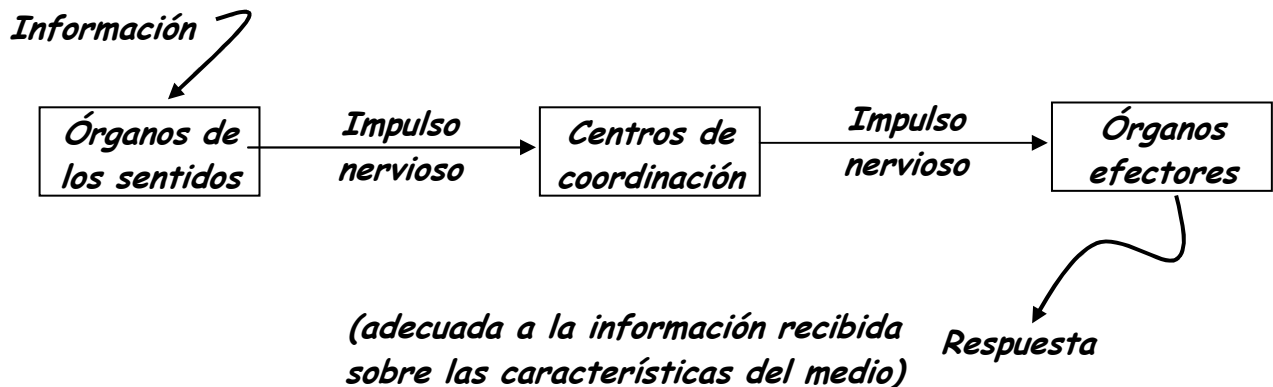 Información
Órganos de
los sentidos
Impulso
nervioso
Centros de
coordinación
Impulso
nervioso
Órganos
efectores
(adecuada a la información recibida
sobre las características del medio)
Respuesta